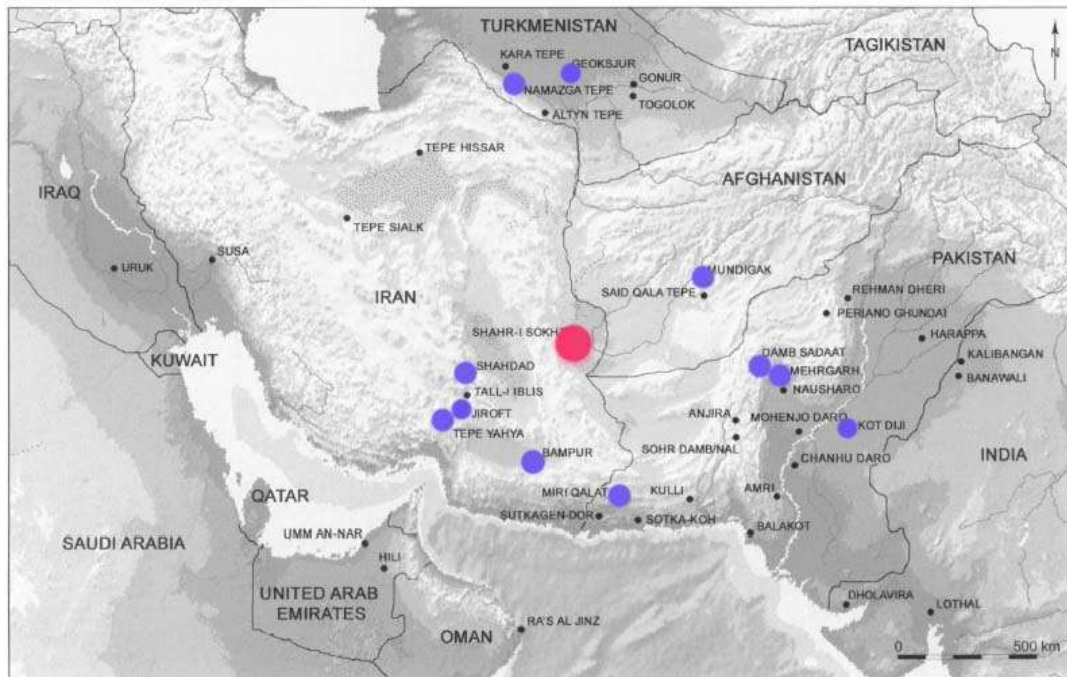 TURKMENISTAN
KARA TEPE
GEOKSJUR
NAMAZGA TEPE
GONUR
TOGOLOK
ALTYN TEPE
TAGIKISTAN
N
TEPE HISSAR
AFGHANISTAN
IRAQ
TEPE SIALK
SUSA
URUK
IRAN
MUNDIGAK
SAID QALA TEPE
PAKISTAN
REHMAN DHERI
PERIANO GHUNDAI
HARAPPA
SHAHR-I SOKH
KUWAIT
SHAHDAD
TALL-I IBLIS
JIROFT
TEPE YAHYA
DAMB SADAAT
MEHRGARH
NAUSHARO
KALIBANGAN
BANAWALI
ANJIRA
MOHENJO DARO
KOT DIJI
SOHR DAMB/NAL
BAMPUR
CHANHU DARO
INDIA
QATAR
MIRI QALAT
KULLI
AMRI
SUTKAGEN-DOR
SOTKA-KOH
BALAKOT
SAUDI ARABIA
UMM AN-NAR
HILI
UNITED ARAB
EMIRATES
OMAN
RA'S AL JINZ
DHOLAVIRA
LOTHAL
0 500 km